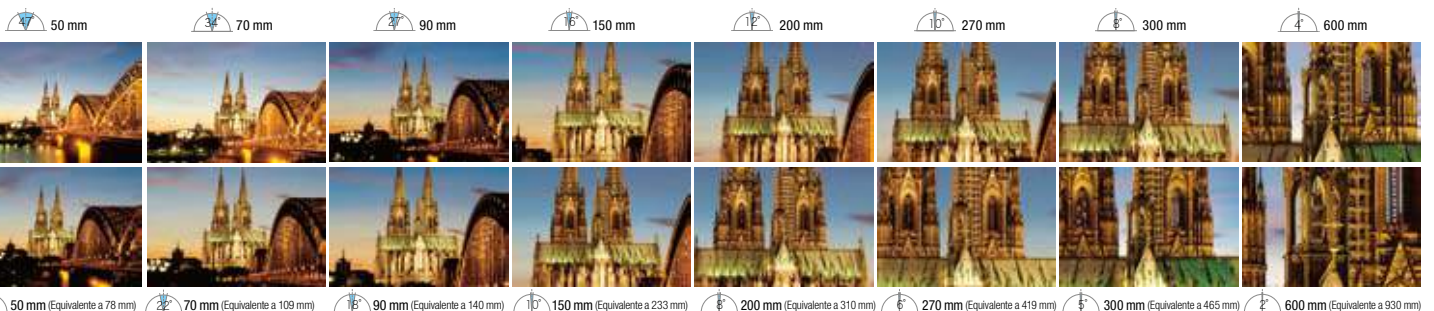 47° 50 mm 34° 70 mm 27° 90 mm 16° 150 mm 12° 200 mm 10° 270 mm 8° 300 mm 4° 600 mm
50 mm (Equivalente a 78 mm) 22° 70 mm (Equivalente a 109 mm) 18° 90 mm (Equivalente a 140 mm) 10° 150 mm (Equivalente a 233 mm) 8° 200 mm (Equivalente a 310 mm) 6° 270 mm (Equivalente a 419 mm) 5° 300 mm (Equivalente a 465 mm) 2° 600 mm (Equivalente a 930 mm)